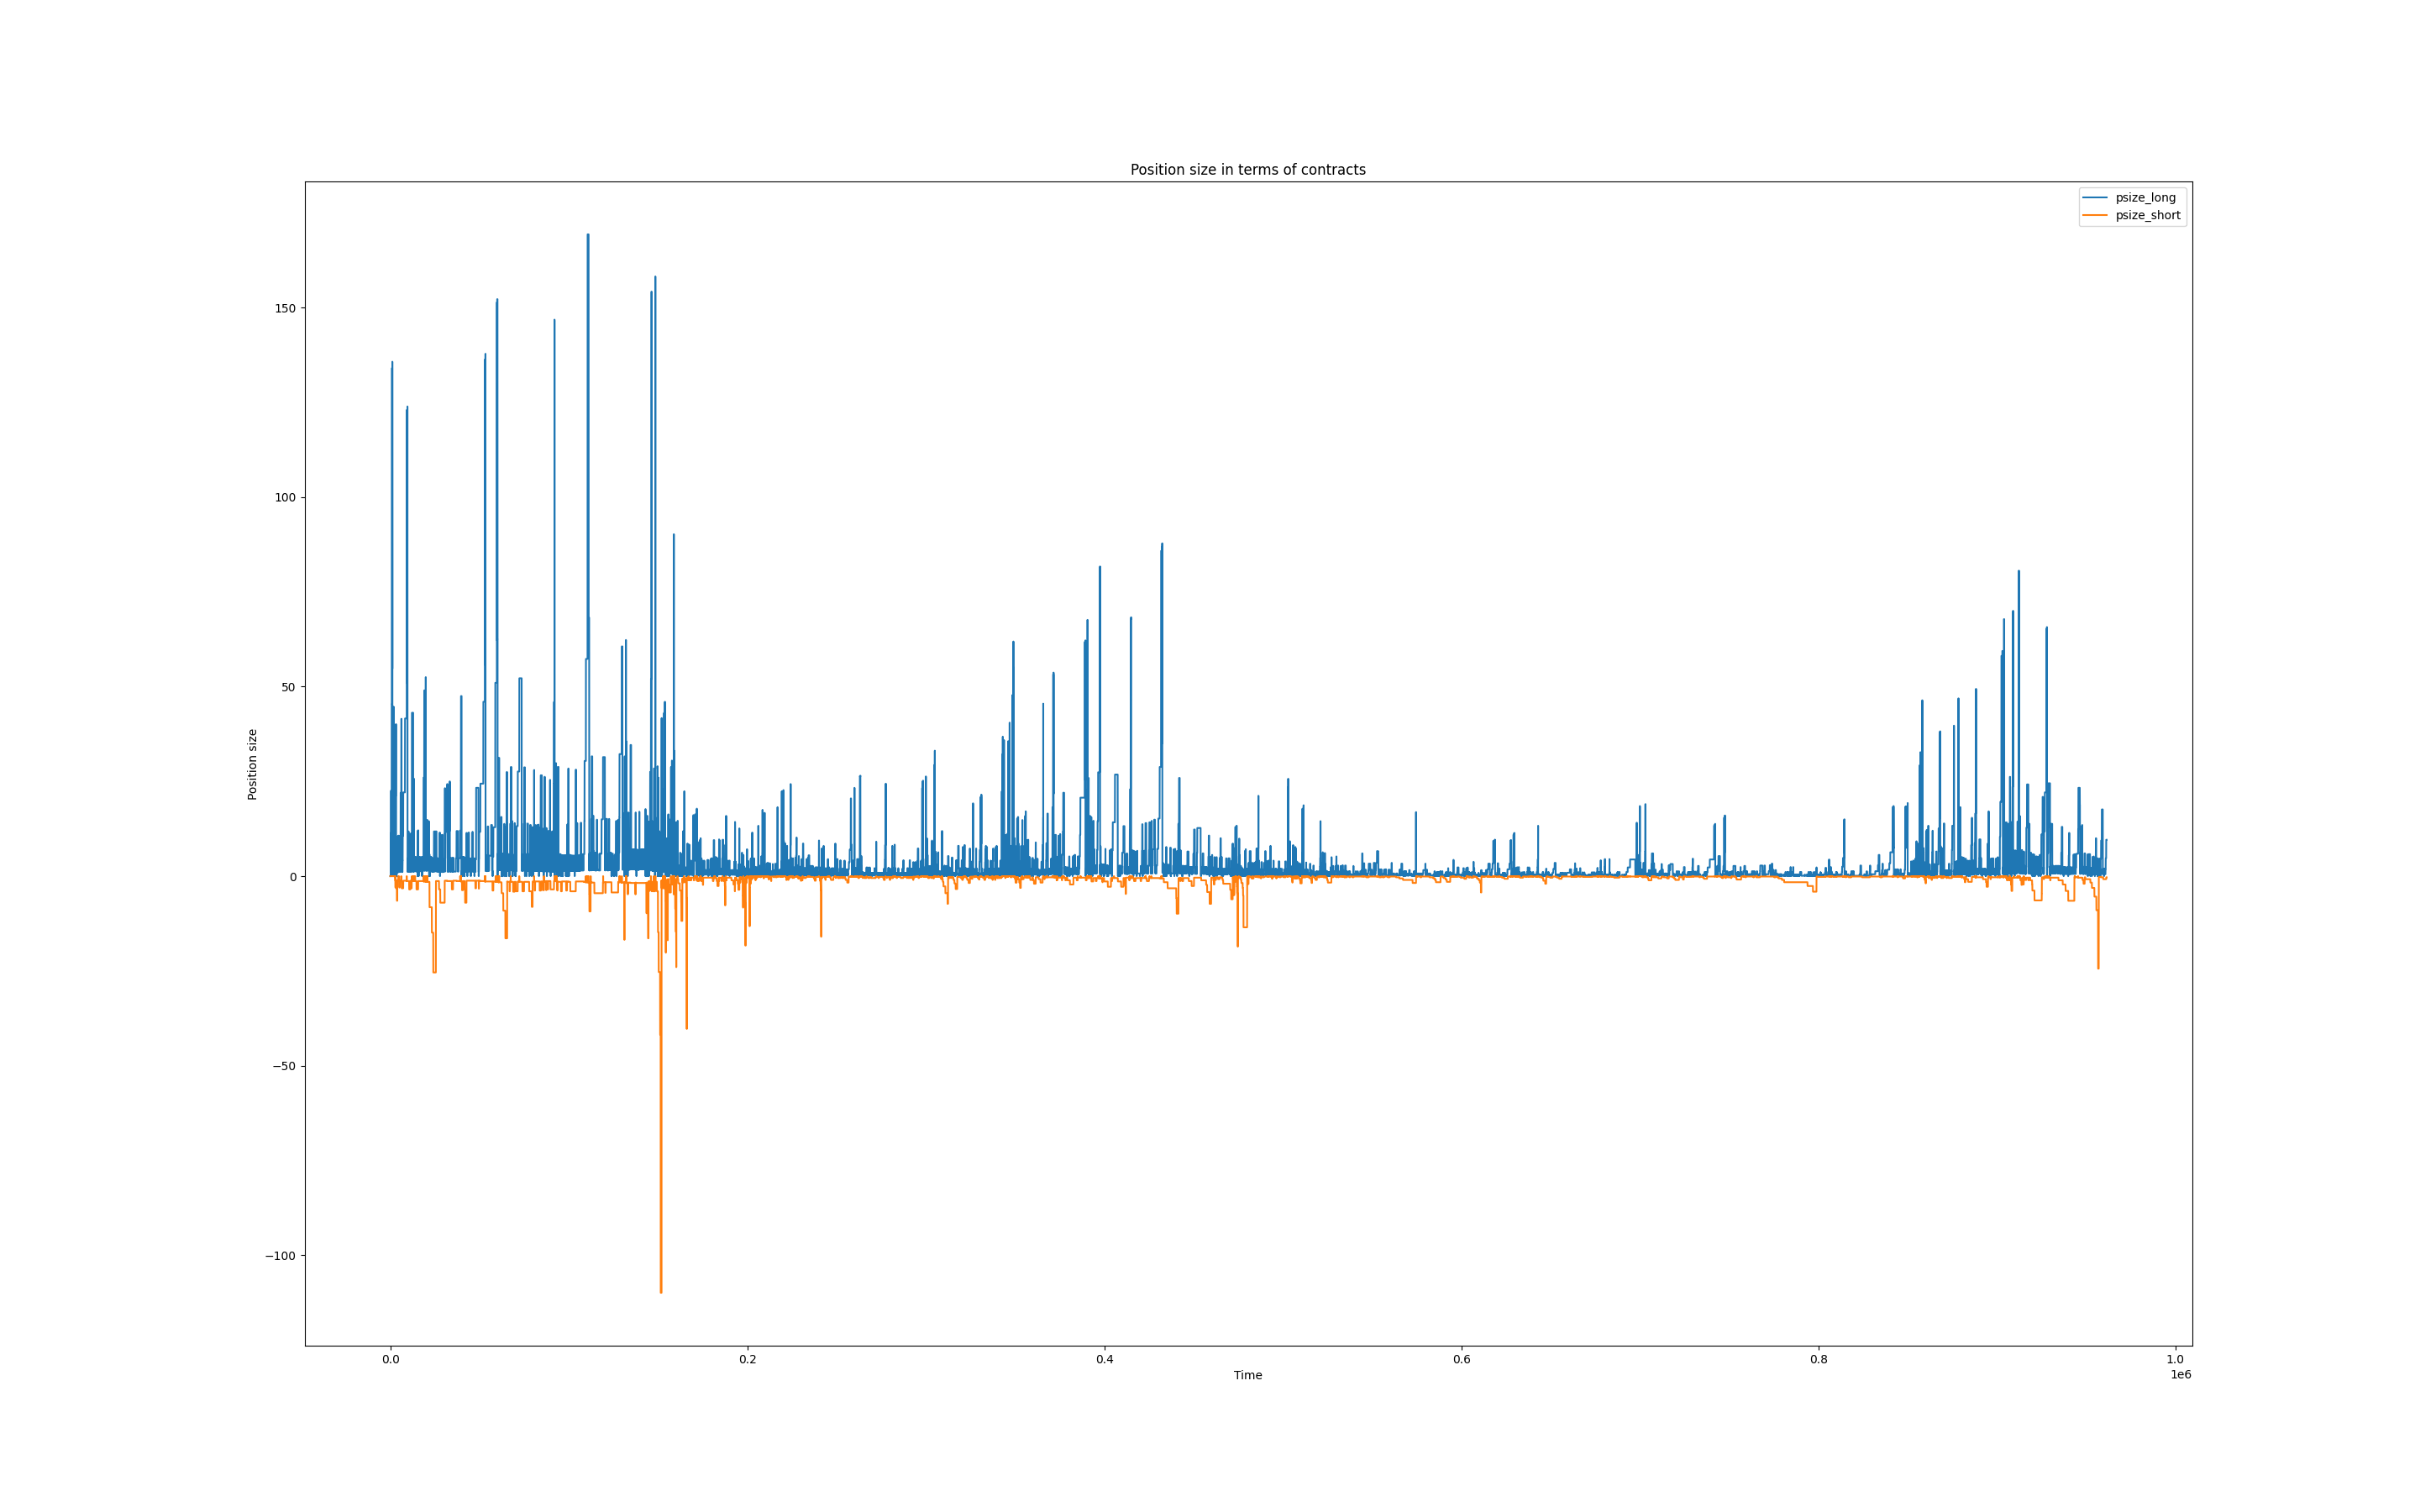 Position size in terms of contracts
psize_long
psize_short
150
100
50
0
−50
−100
Position size
0.0
0.2
0.4
0.6
0.8
1.0
1e6
Time